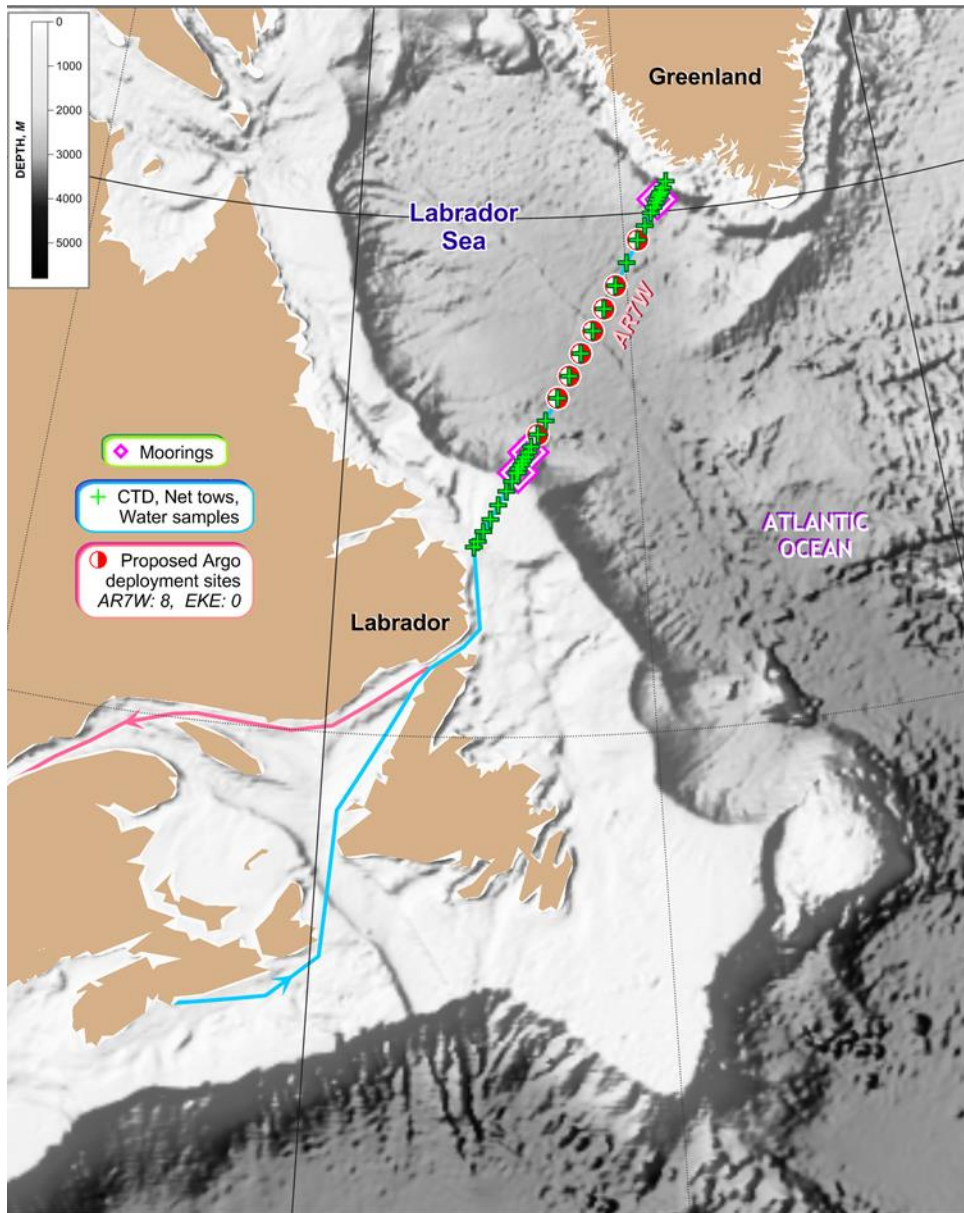 0
1000
2000
3000
4000
5000
DEPTH, M
Greenland
Labrador
Sea
AR7W
Moorings
CTD, Net tows,
Water samples
Proposed Argo
deployment sites
AR7W: 8, EKE: 0
ATLANTIC
OCEAN
Labrador